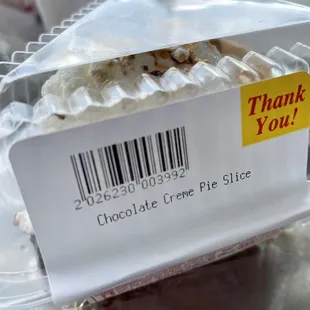 Thank
You!
2 026230 003992
Chocolate Creme Pie Slice